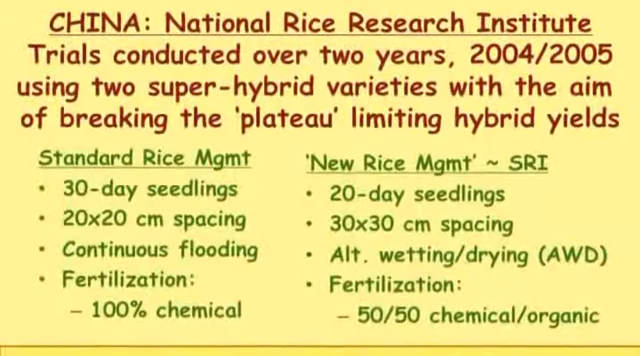 CHINA: National Rice Research Institute
Trials conducted over two years, 2004/2005
using two super-hybrid varieties with the aim
of breaking the 'plateau' limiting hybrid yields
Standard Rice Mgmt
• 30-day seedlings
• 20x20 cm spacing
• Continuous flooding
• Fertilization:
– 100% chemical
'New Rice Mgmt' ~ SRI
• 20-day seedlings
• 30x30 cm spacing
• Alt. wetting/drying (AWD)
• Fertilization:
– 50/50 chemical/organic